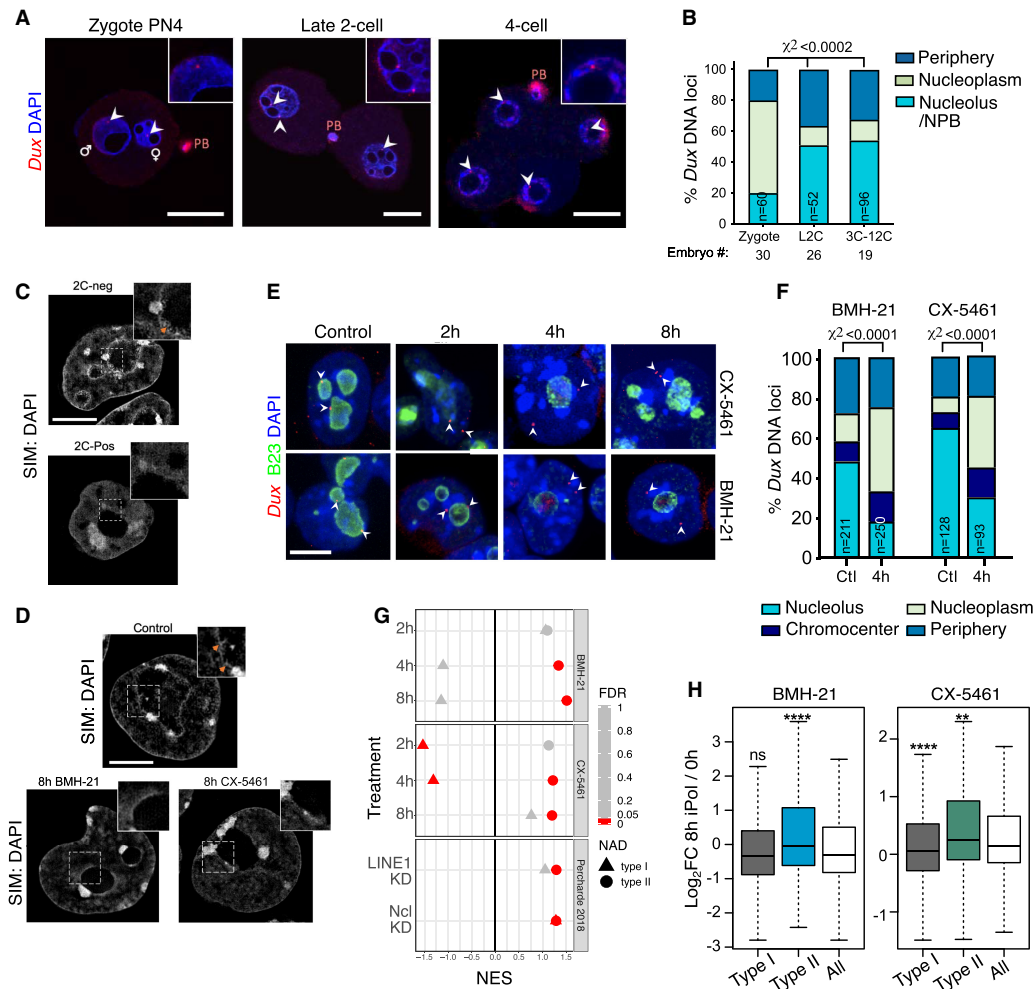 A
Zygote PN4
Late 2-cell
4-cell
Dux DAPI
♂
♀
PB
PB
PB
B
χ2 <0.0002
Periphery
Nucleoplasm
Nucleolus
/NPB
% Dux DNA loci
100
80
60
40
20
0
n=60
n=52
n=96
Zygote
L2C
3C-12C
Embryo #:
30
26
19
C
2C-neg
2C-Pos
SIM: DAPI
D
Control
SIM: DAPI
8h BMH-21
8h CX-5461
SIM: DAPI
E
Control
2h
4h
8h
Dux B23 DAPI
CX-5461
BMH-21
F
BMH-21
CX-5461
χ2 <0.0001
χ2 <0.0001
% Dux DNA loci
100
80
60
40
20
0
n=211
n=250
n=128
n=93
Ctl
4h
Ctl
4h
Nucleolus
Nucleoplasm
Chromocenter
Periphery
G
Treatment
2h
4h
8h
BMH-21
2h
4h
8h
CX-5461
LINE1
KD
Ncl
KD
Percharde 2018
−1.5
−1.0
−0.5
0.0
0.5
1.0
1.5
NES
FDR
1
0.8
0.6
0.4
0.2
0.05
0
NAD
type I
type II
H
BMH-21
CX-5461
Log2FC 8h iPol / 0h
3
2
1
0
-1
-2
-3
ns
****
Type I
Type II
All
2
1
0
-1
****
**
Type I
Type II
All